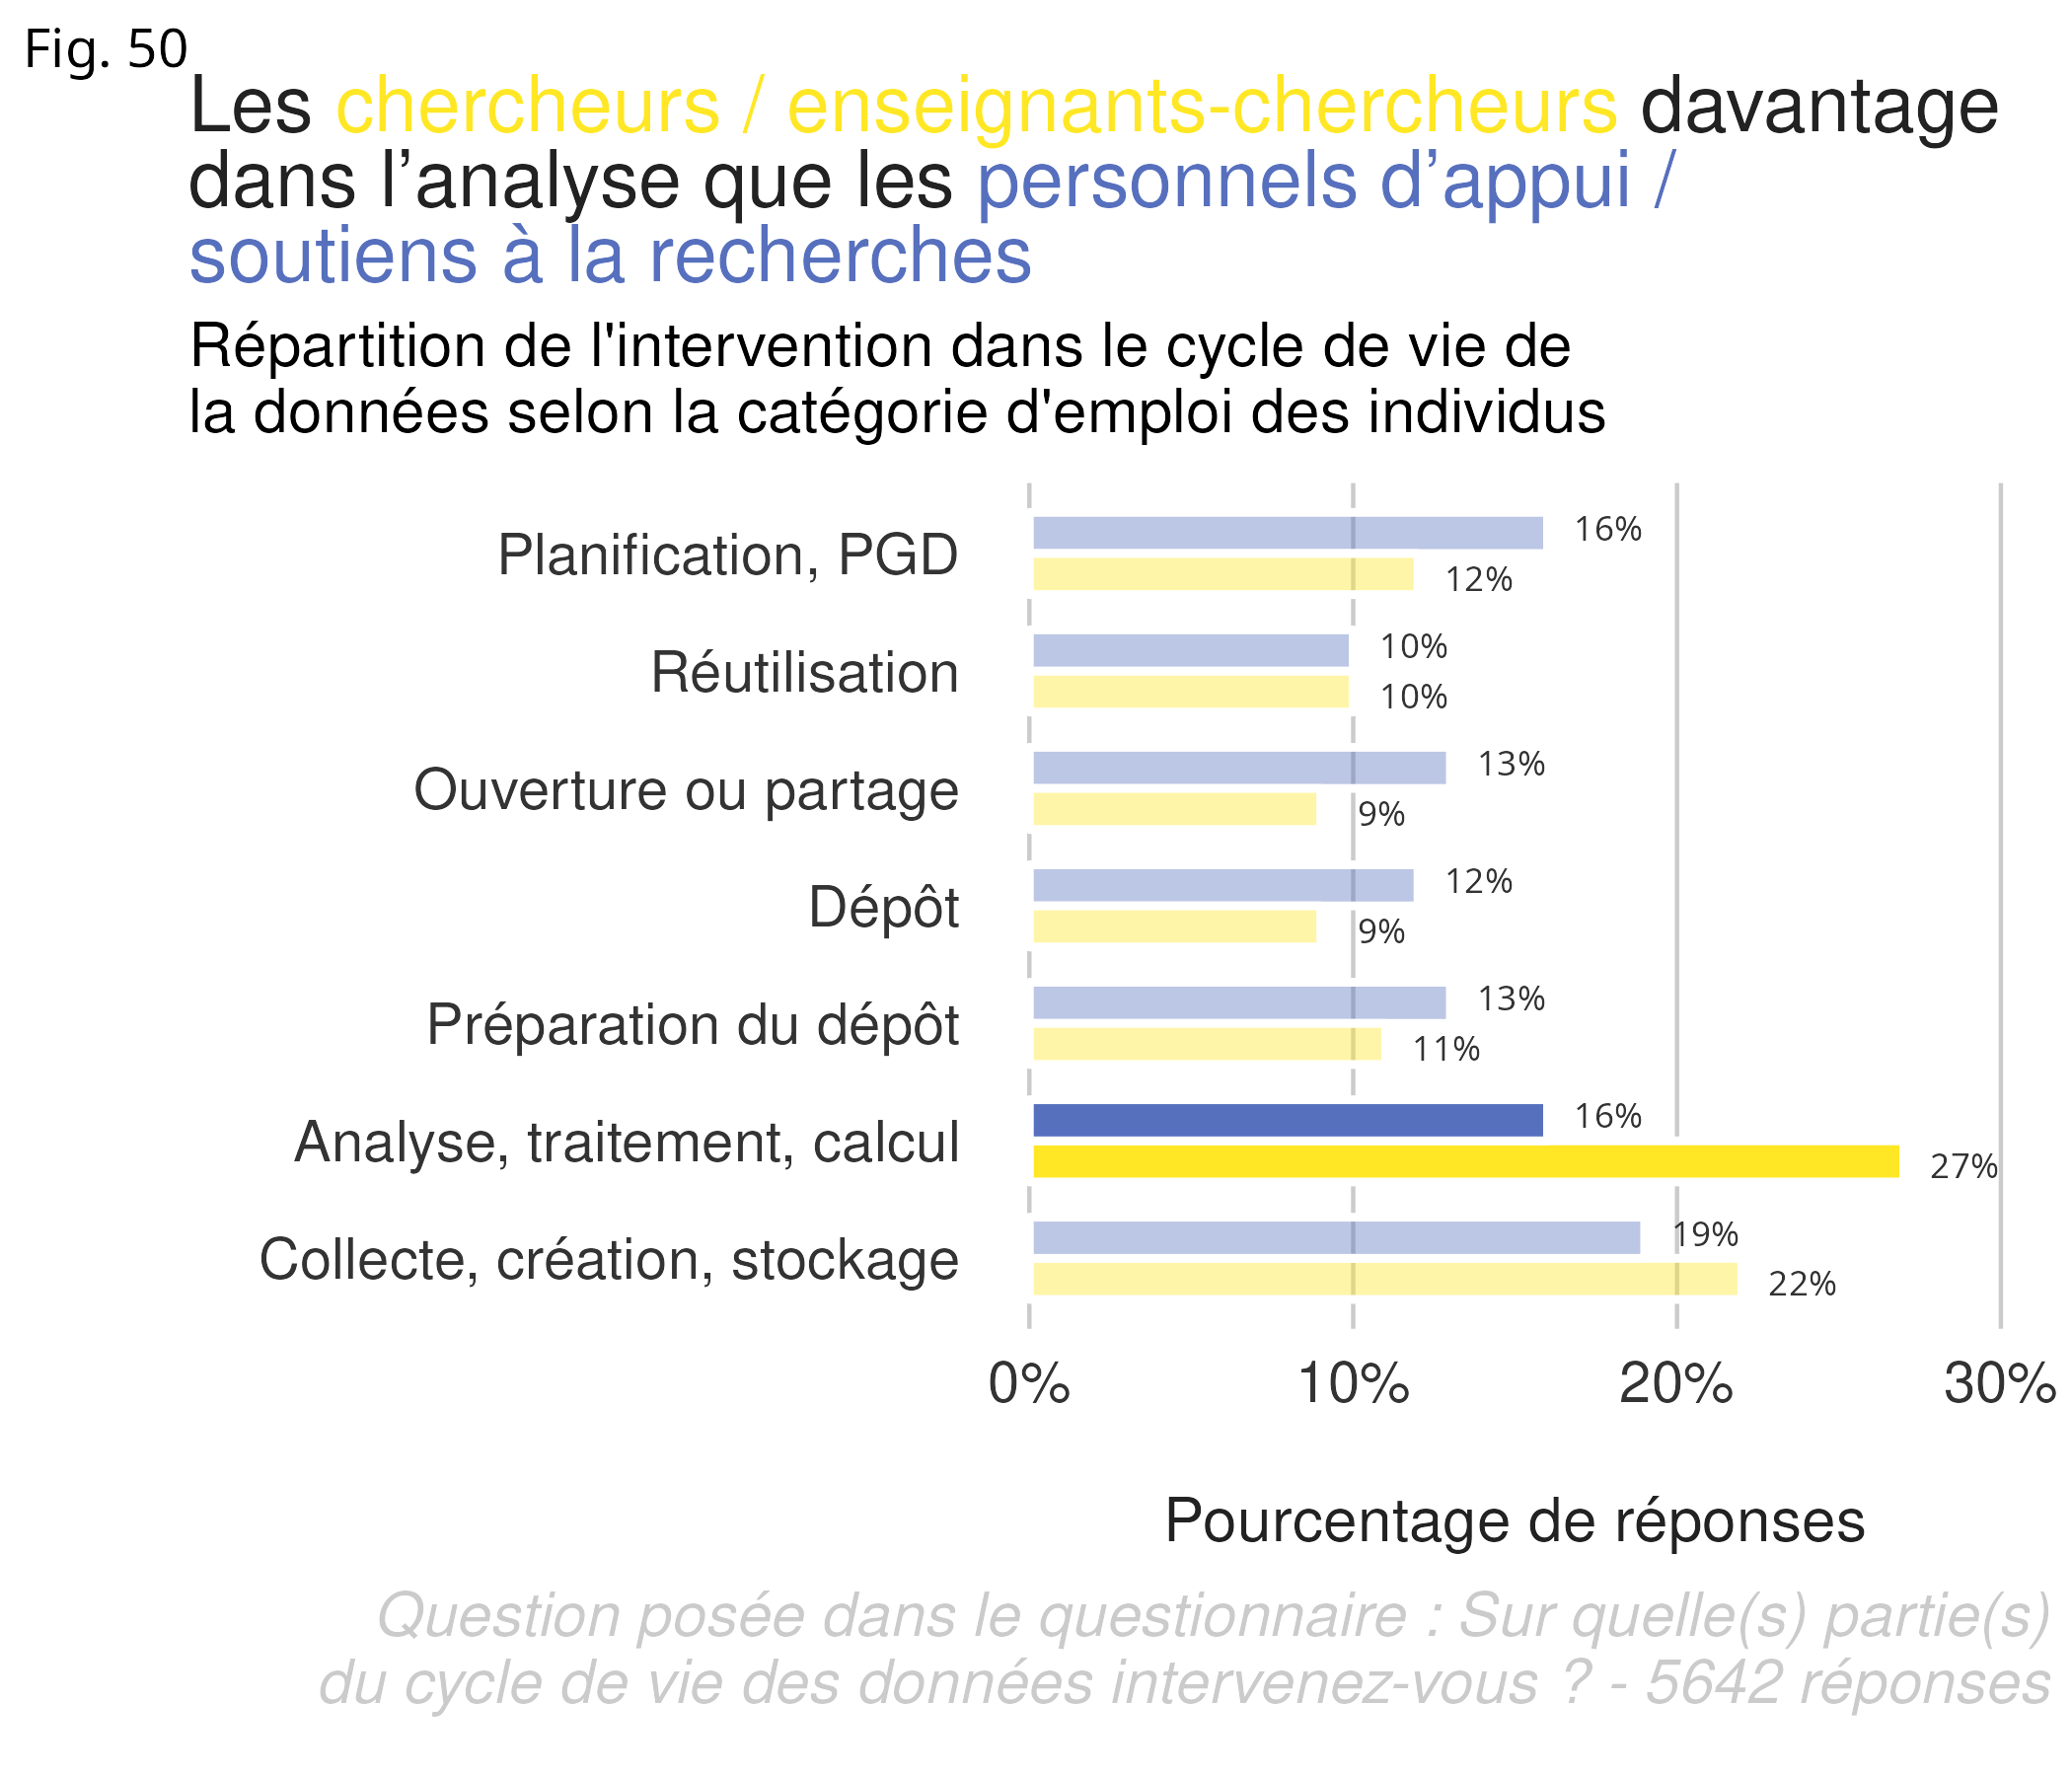 Fig. 50
Les chercheurs / enseignants-chercheurs davantage
dans l’analyse que les personnels d’appui /
soutiens à la recherches
Répartition de l'intervention dans le cycle de vie de
la données selon la catégorie d'emploi des individus
Planification, PGD
16%
12%
Réutilisation
10%
10%
Ouverture ou partage
13%
9%
Dépôt
12%
9%
Préparation du dépôt
13%
11%
Analyse, traitement, calcul
16%
27%
Collecte, création, stockage
19%
22%
0% 10% 20% 30%
Pourcentage de réponses
Question posée dans le questionnaire : Sur quelle(s) partie(s)
du cycle de vie des données intervenez-vous ? - 5642 réponses